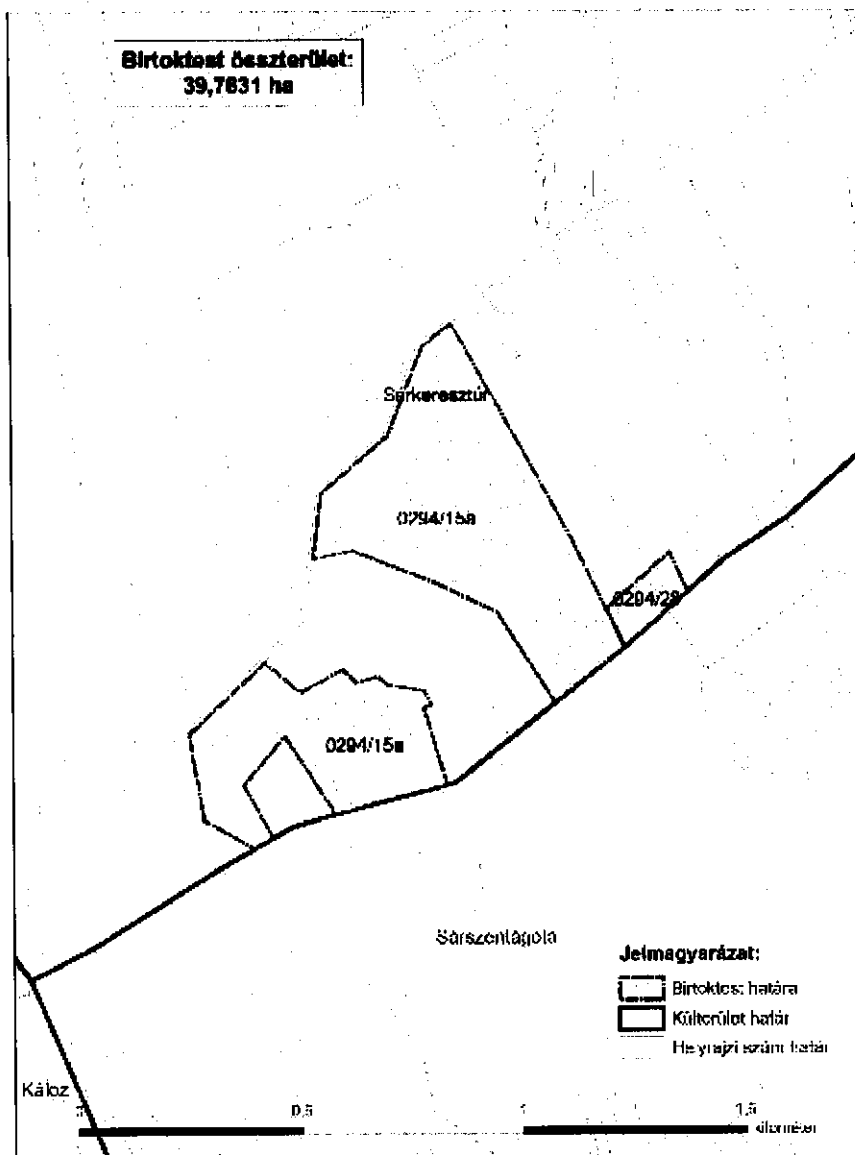 Birtoktest összterület:
39,7631 ha
Sárkeresztúr
0294/15a
0294/28
0294/15a
Sárszentágota
Jelmagyarázat:
Birtoktest határa
Külterület határ
Helyrajzi szám határ
Káloz
0 0,5 1 1,5
kilométer